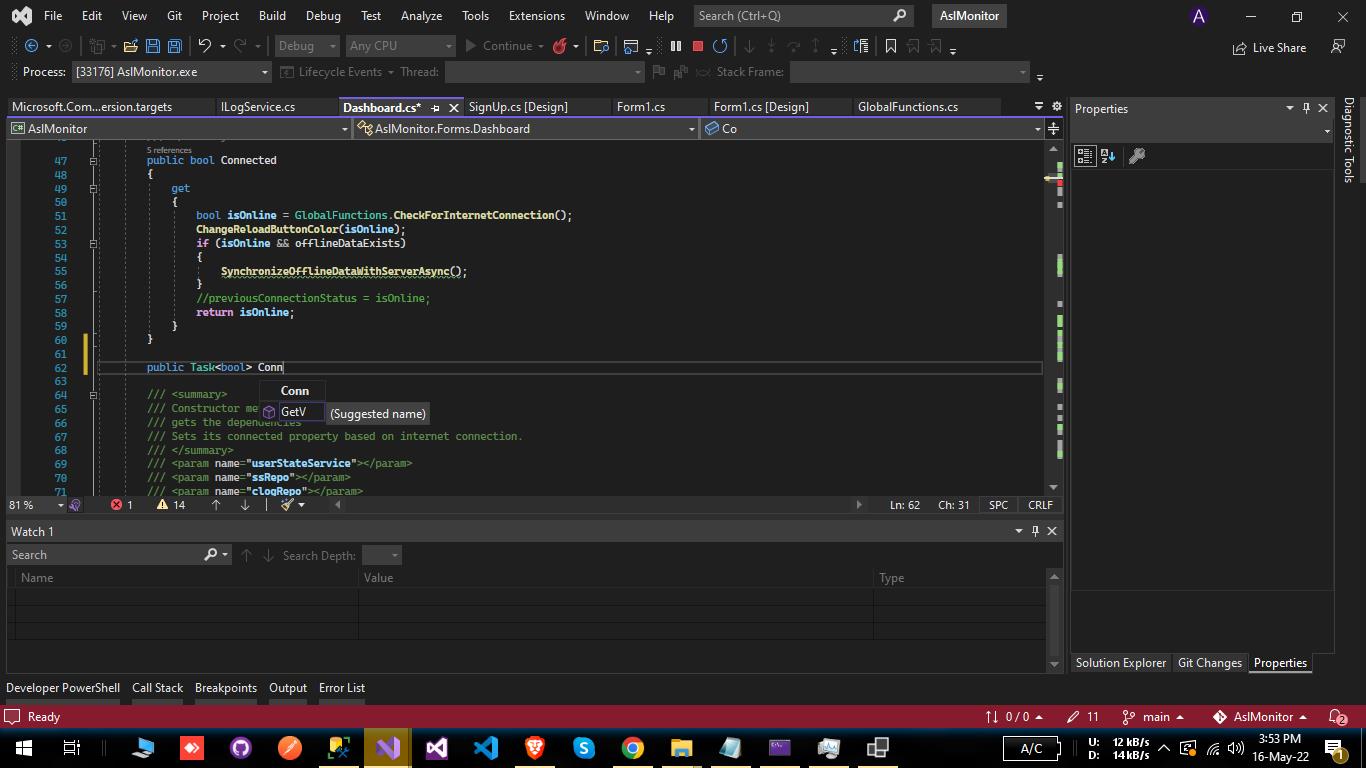 File Edit View Git Project Build Debug Test Analyze Tools Extensions Window Help Search (Ctrl+Q) AslMonitor A
Debug Any CPU Continue Live Share
Process: [33176] AslMonitor.exe Lifecycle Events Thread: Stack Frame:
Microsoft.Com...ersion.targets ILogService.cs Dashboard.cs* SignUp.cs [Design] Form1.cs Form1.cs [Design] GlobalFunctions.cs
C# AslMonitor AslMonitor.Forms.Dashboard Co
5 references
47 public bool Connected
48 {
49 get
50 {
51 bool isOnline = GlobalFunctions.CheckForInternetConnection();
52 ChangeReloadButtonColor(isOnline);
53 if (isOnline && offlineDataExists)
54 {
55 SynchronizeOfflineDataWithServerAsync();
56 }
57 //previousConnectionStatus = isOnline;
58 return isOnline;
59 }
60 }
61
62 public Task<bool> Conn
63
64 /// <summary>
65 /// Constructor me
66 /// gets the dependencies
67 /// Sets its connected property based on internet connection.
68 /// </summary>
69 /// <param name="userStateService"></param>
70 /// <param name="ssRepo"></param>
71 /// <param name="clogRepo"></param>
Conn
GetV (Suggested name)
81 % 1 14 Ln: 62 Ch: 31 SPC CRLF
Watch 1
Search Search Depth:
Name Value Type
Properties
Diagnostic Tools
Solution Explorer Git Changes Properties
Developer PowerShell Call Stack Breakpoints Output Error List
Ready 0 / 0 11 main AslMonitor 2
A/C U: 12 kB/s D: 14 kB/s 3:53 PM 16-May-22 1